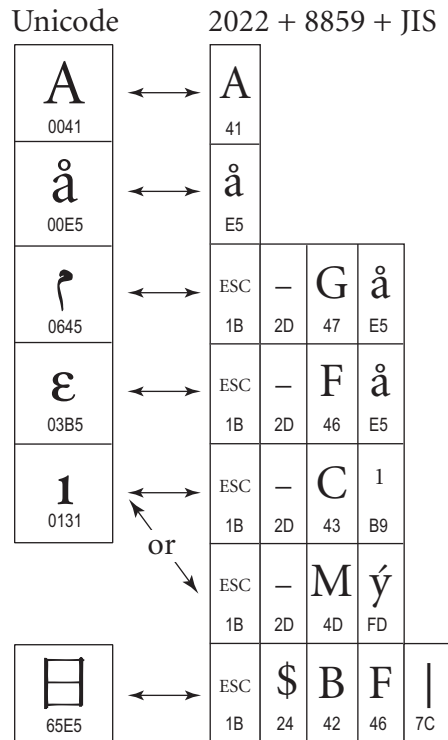 Unicode 2022 + 8859 + JIS
A A
0041 41
å å
00E5 E5
م ESC – G å
0645 1B 2D 47 E5
ε ESC – F å
03B5 1B 2D 46 E5
ı ESC – C ¹
0131 1B 2D 43 B9
or
ESC – M ý
1B 2D 4D FD
日 ESC $ B F |
65E5 1B 24 42 46 7C